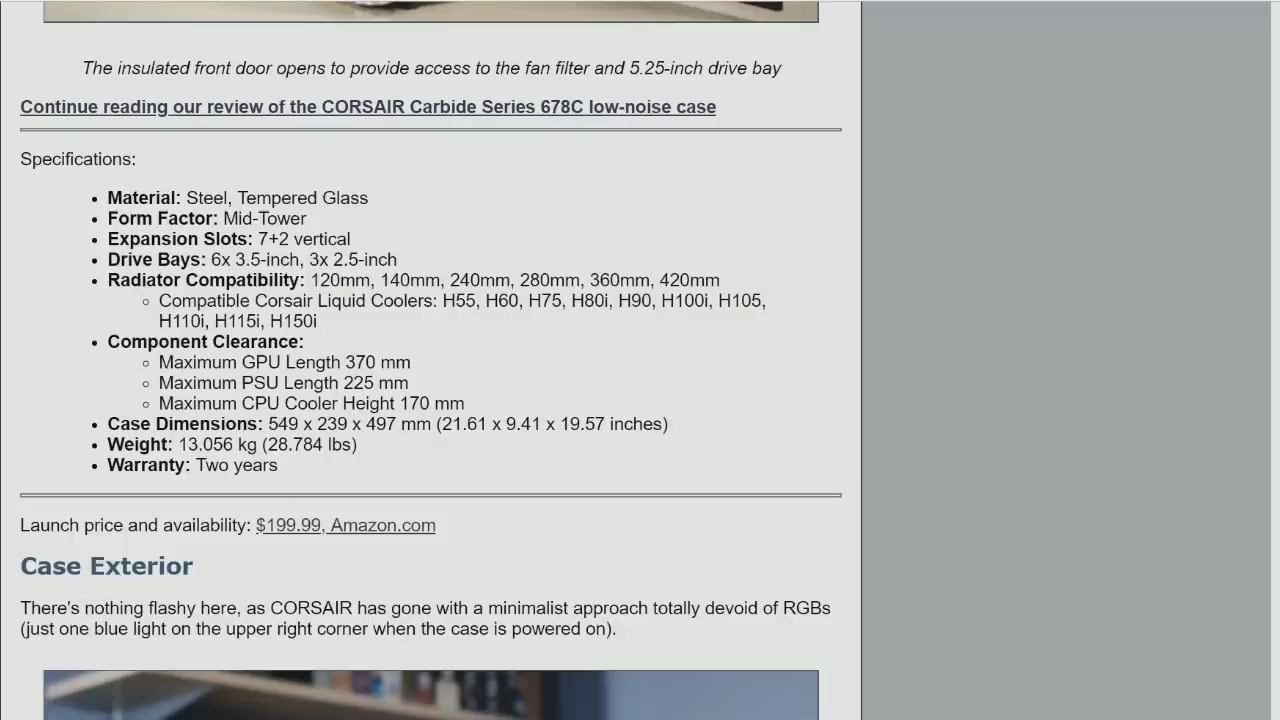 The insulated front door opens to provide access to the fan filter and 5.25-inch drive bay
Continue reading our review of the CORSAIR Carbide Series 678C low-noise case
Specifications:
• Material: Steel, Tempered Glass
• Form Factor: Mid-Tower
• Expansion Slots: 7+2 vertical
• Drive Bays: 6x 3.5-inch, 3x 2.5-inch
• Radiator Compatibility: 120mm, 140mm, 240mm, 280mm, 360mm, 420mm
◦ Compatible Corsair Liquid Coolers: H55, H60, H75, H80i, H90, H100i, H105,
H110i, H115i, H150i
• Component Clearance:
◦ Maximum GPU Length 370 mm
◦ Maximum PSU Length 225 mm
◦ Maximum CPU Cooler Height 170 mm
• Case Dimensions: 549 x 239 x 497 mm (21.61 x 9.41 x 19.57 inches)
• Weight: 13.056 kg (28.784 lbs)
• Warranty: Two years
Launch price and availability: $199.99, Amazon.com
Case Exterior
There's nothing flashy here, as CORSAIR has gone with a minimalist approach totally devoid of RGBs
(just one blue light on the upper right corner when the case is powered on).